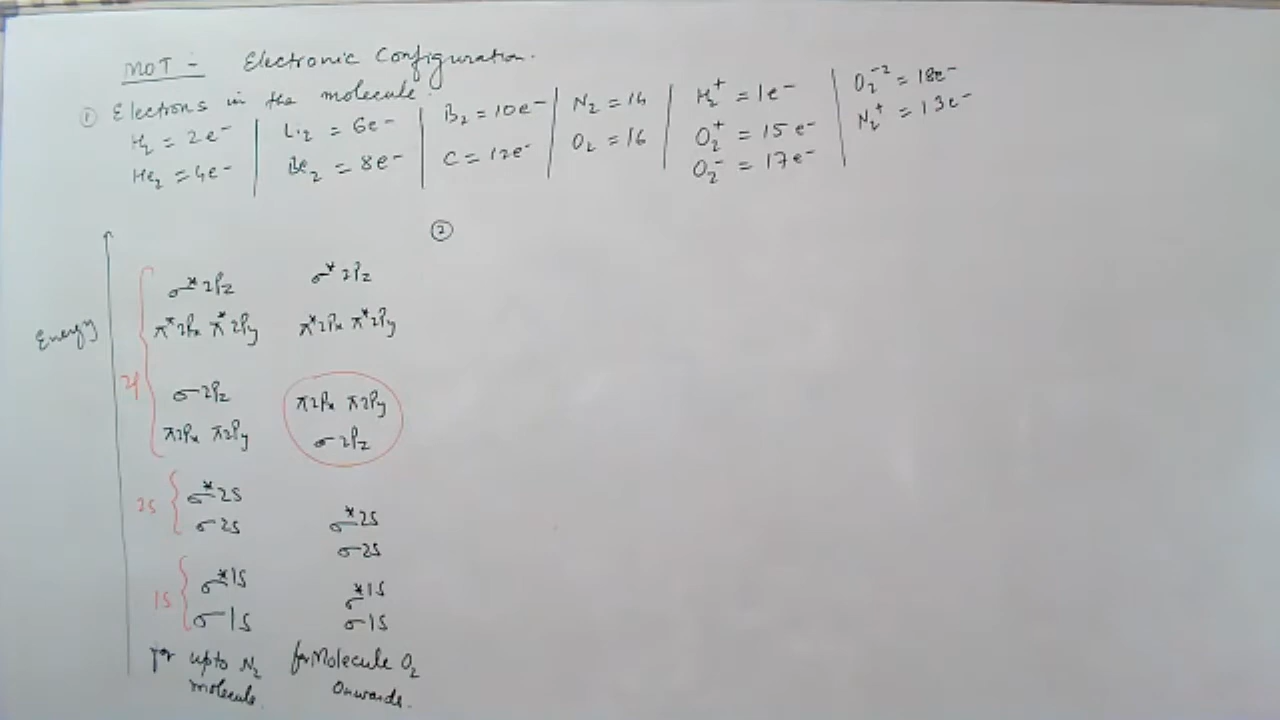 MOT - Electronic Configuration.
① Electrons in the molecule.
H₂ = 2e⁻ | Li₂ = 6e⁻ | B₂ = 10e⁻ | N₂ = 14 | H₂⁺ = 1e⁻ | O₂⁻² = 18e⁻
He₂ = 4e⁻ | Be₂ = 8e⁻ | C = 12e⁻ | O₂ = 16 | O₂⁺ = 15e⁻ | N₂⁺ = 13e⁻
O₂⁻ = 17e⁻
②
Energy
σ*2Pz σ*2Pz
π*2Px π*2Py π*2Px π*2Py
2P
σ2Pz π2Px π2Py
π2Px π2Py σ2Pz
2S
σ*2S σ*2S
σ2S σ2S
1S
σ*1S σ*1S
σ1S σ1S
for upto N₂ for Molecule O₂
molecule. Onwards.